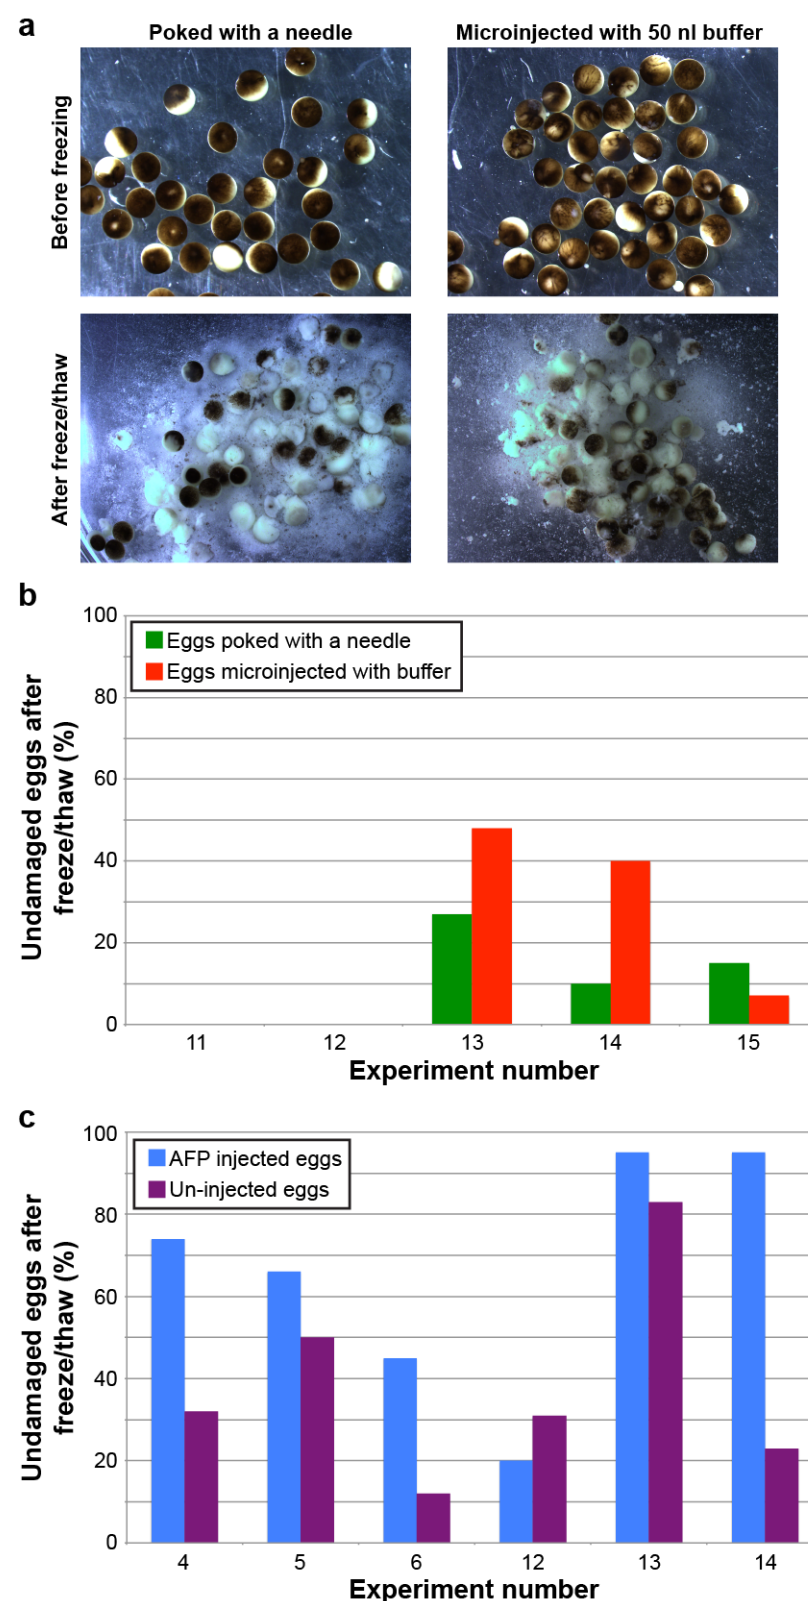 a
Poked with a needle
Microinjected with 50 nl buffer
Before freezing
After freeze/thaw
b
Undamaged eggs after
freeze/thaw (%)
100
80
60
40
20
0
Eggs poked with a needle
Eggs microinjected with buffer
11 12 13 14 15
Experiment number
c
Undamaged eggs after
freeze/thaw (%)
100
80
60
40
20
0
AFP injected eggs
Un-injected eggs
4 5 6 12 13 14
Experiment number